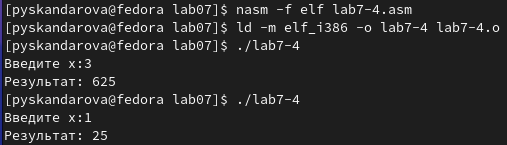 [pyskandarova@fedora lab07]$ nasm -f elf lab7-4.asm
[pyskandarova@fedora lab07]$ ld -m elf_i386 -o lab7-4 lab7-4.o
[pyskandarova@fedora lab07]$ ./lab7-4
Введите x:3
Результат: 625
[pyskandarova@fedora lab07]$ ./lab7-4
Введите x:1
Результат: 25